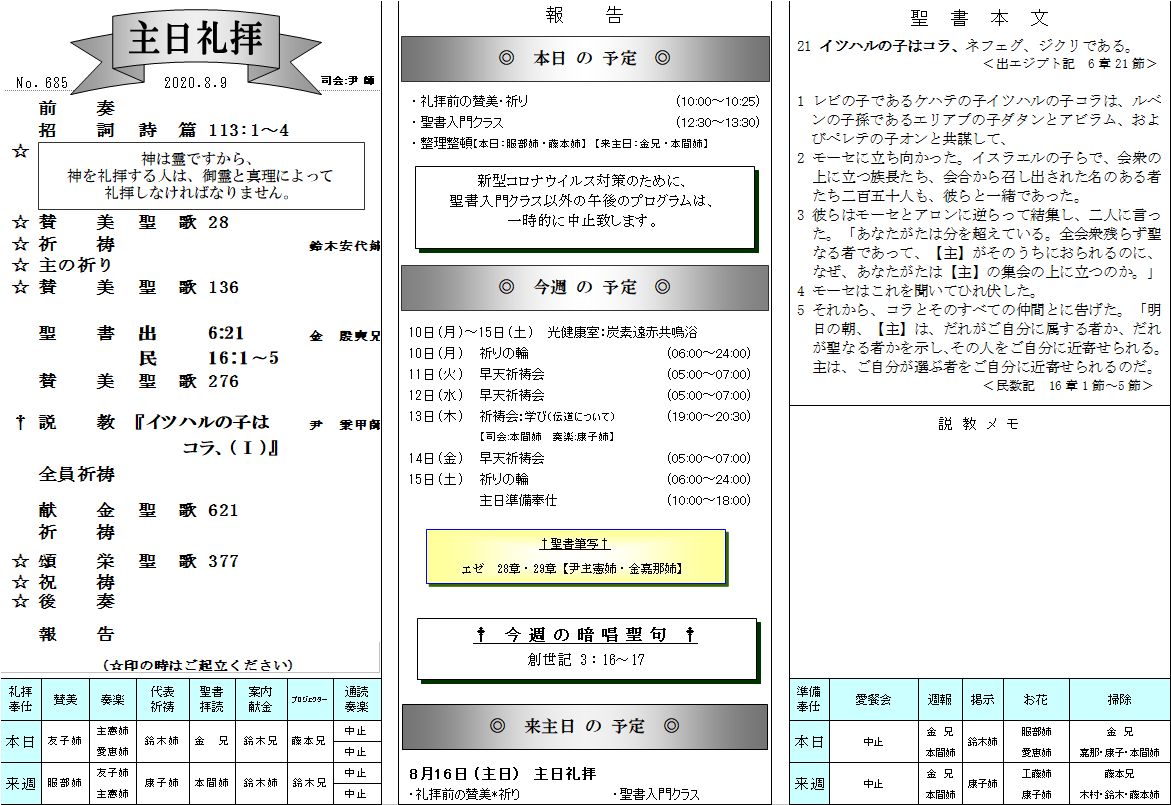 主日礼拝
No. 685 2020.8.9 司会:尹 師
前 奏
招 詞 詩 篇 113:1～4
☆
神は霊ですから、
神を礼拝する人は、御霊と真理によって
礼拝しなければなりません。
☆ 賛 美 聖 歌 28
☆ 祈 禱 鈴木安代姉
☆ 主の祈り
☆ 賛 美 聖 歌 136
聖 書 出 6:21 金 殷爽兄
民 16:1～5
賛 美 聖 歌 276
† 説 教 『イツハルの子は 尹
コラ、(Ⅰ)』
全員祈禱
献 金 聖 歌 621
祈 禱
☆ 頌 栄 聖 歌 377
☆ 祝 禱
☆ 後 奏
報 告
(☆印の時はご起立ください)
礼拝奉仕 賛美 奏楽 代表祈禱 聖書拝読 案内献金 プロジェクター 通読奏楽
本日 友子姉 主憲姉 愛恵姉 鈴木姉 金 兄 鈴木兄 藤本兄 中止 中止
来週 服部姉 友子姉 主憲姉 康子姉 本間姉 鈴木姉 鈴木兄 中止 中止
報 告
◎ 本日 の 予定 ◎
・礼拝前の賛美・祈り (10:00～10:25)
・聖書入門クラス (12:30～13:30)
・整理整頓【本日：服部姉・藤本姉】【来主日：金兄・本間姉】
新型コロナウイルス対策のために、
聖書入門クラス以外の午後のプログラムは、
一時的に中止致します。
◎ 今週 の 予定 ◎
10日(月)～15日(土) 光健康室：炭素遠赤共鳴浴
10日(月) 祈りの輪 (06:00～24:00)
11日(火) 早天祈禱会 (05:00～07:00)
12日(水) 早天祈禱会 (05:00～07:00)
13日(木) 祈禱会：学び(伝道について) (19:00～20:30)
【司会:本間姉 奏楽:康子姉】
14日(金) 早天祈禱会 (05:00～07:00)
15日(土) 祈りの輪 (06:00～24:00)
主日準備奉仕 (10:00～18:00)
†聖書筆写†
エゼ 28章・29章【尹主憲姉・金嘉那姉】
† 今週の暗唱聖句 †
創世記 3：16～17
◎ 来主日 の 予定 ◎
8月16日(主日) 主日礼拝
・礼拝前の賛美*祈り ・聖書入門クラス
聖 書 本 文
21 イツハルの子はコラ、ネフェグ、ジクリである。
＜出エジプト記 6章21節＞
1 レビの子であるケハテの子イツハルの子コラは、ルベ
ンの子孫であるエリアブの子ダタンとアビラム、およ
びペレテの子オンと共謀して、
2 モーセに立ち向かった。イスラエルの子らで、会衆の
上に立つ族長たち、会合から召し出された名のある者
たち二百五十人も、彼らと一緒であった。
3 彼らはモーセとアロンに逆らって結集し、二人に言っ
た。「あなたがたは分を超えている。全会衆残らず聖
なる者であって、【主】がそのうちにおられるのに、
なぜ、あなたがたは【主】の集会の上に立つのか。」
4 モーセはこれを聞いてひれ伏した。
5 それから、コラとそのすべての仲間とに告げた。「明
日の朝、【主】は、だれがご自分に属する者か、だれ
が聖なる者かを示し、その人をご自分に近寄せられる。
主は、ご自分が選ぶ者をご自分に近寄せられるのだ。
＜民数記 16章1節～5節＞
説 教 メ モ
準備奉仕 愛餐会 週報 掲示 お花 掃除
本日 中止 金 兄 本間姉 鈴木姉 服部姉 愛恵姉 金 兄 嘉那・康子・本間姉
来週 中止 金 兄 本間姉 康子姉 工藤姉 康子姉 藤本兄 木村・鈴木・藤本姉